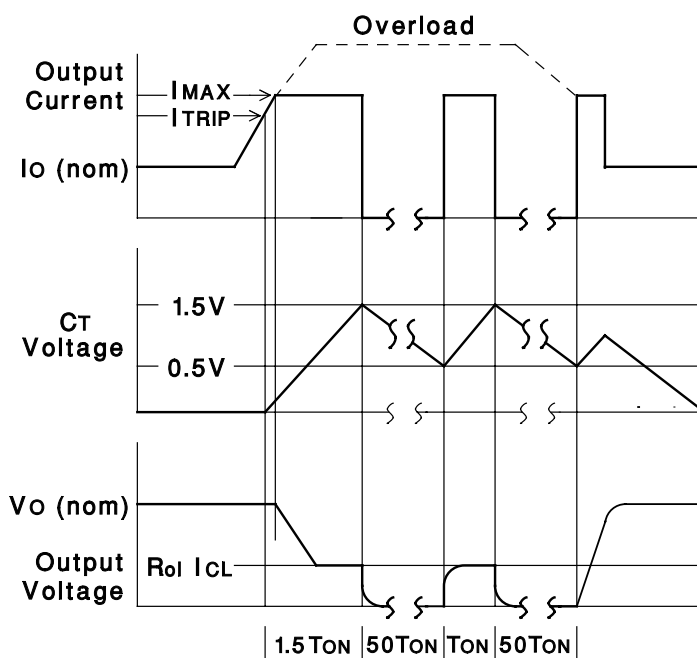 Overload
Output
Current
IMAX
ITRIP
IO (nom)
1.5V
CT
Voltage
0.5V
VO (nom)
Output
Voltage
Rol ICL
1.5TON 50TON TON 50TON